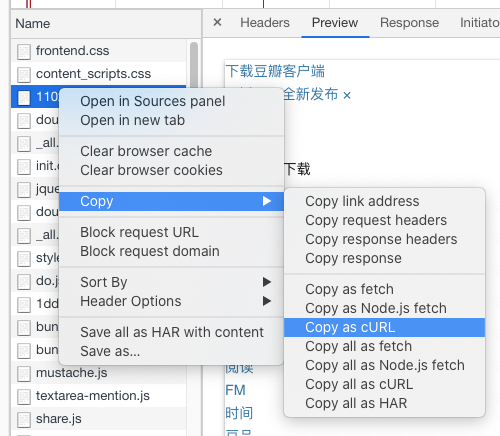 Name
Headers
Preview
Response
Initiato
frontend.css
content_scripts.css
110
dou
_all.
init.c
jque
dou
_all.
style
do.js
1dd
bun
bun
mustache.js
textarea-mention.js
share.js
下载豆瓣客户端
全新发布 ×
下载
阅读
FM
时间
豆品
Open in Sources panel
Open in new tab
Clear browser cache
Clear browser cookies
Copy
Block request URL
Block request domain
Sort By
Header Options
Save all as HAR with content
Save as...
Copy link address
Copy request headers
Copy response headers
Copy response
Copy as fetch
Copy as Node.js fetch
Copy as cURL
Copy all as fetch
Copy all as Node.js fetch
Copy all as cURL
Copy all as HAR